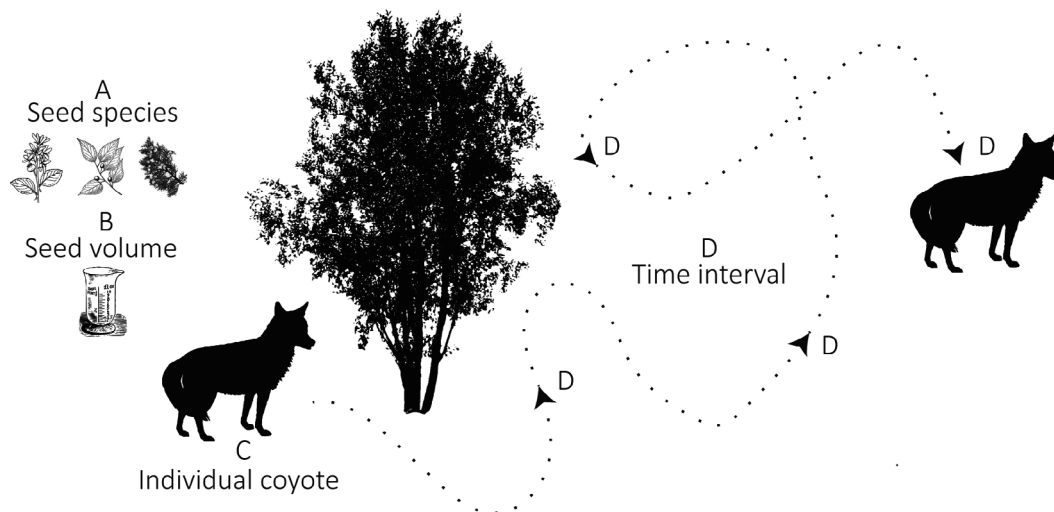 A
Seed species
B
Seed volume
C
Individual coyote
D
D
D
Time interval
D
D